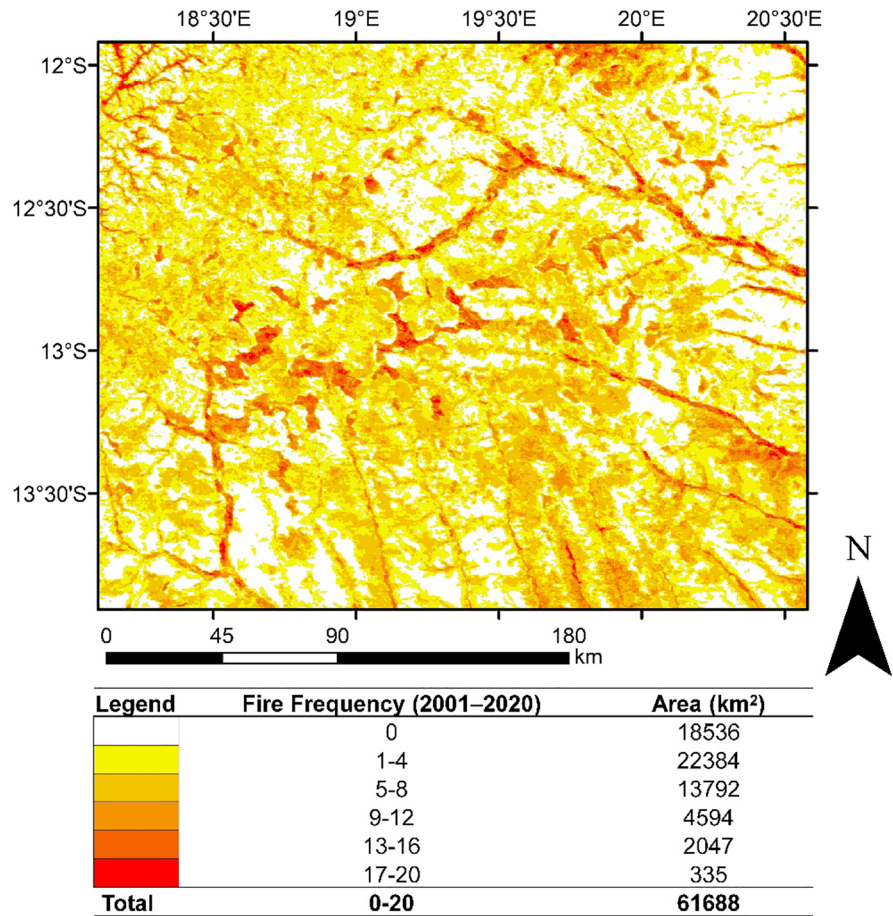 18°30'E 19°E 19°30'E 20°E 20°30'E
12°S
12°30'S
13°S
13°30'S
N
0 45 90 180
km
Legend Fire Frequency (2001–2020) Area (km²)
0 18536
1-4 22384
5-8 13792
9-12 4594
13-16 2047
17-20 335
Total 0-20 61688